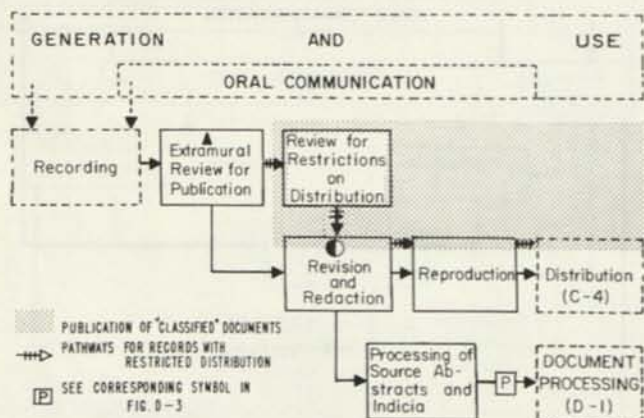 GENERATION AND USE
ORAL COMMUNICATION
Recording
Extramural
Review for
Publication
Review for
Restrictions
on
Distribution
Revision
and
Redaction
Reproduction
Distribution
(C-4)
PUBLICATION OF "CLASSIFIED" DOCUMENTS
PATHWAYS FOR RECORDS WITH
RESTRICTED DISTRIBUTION
P SEE CORRESPONDING SYMBOL IN
FIG. D-3
Processing of
Source Ab-
stracts and
Indicia
P
DOCUMENT
PROCESSING
(D-1)